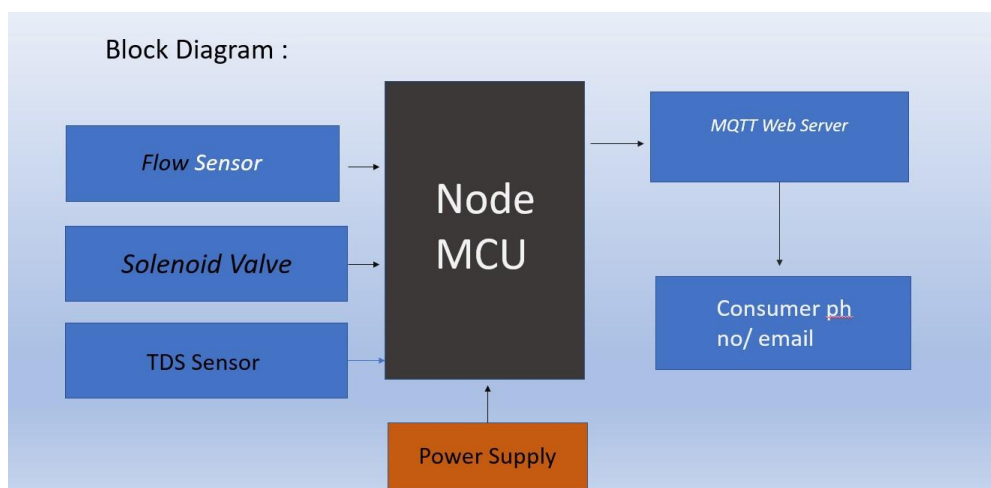 Block Diagram :
Flow Sensor
Solenoid Valve
TDS Sensor
Node
MCU
Power Supply
MQTT Web Server
Consumer ph
no/ email